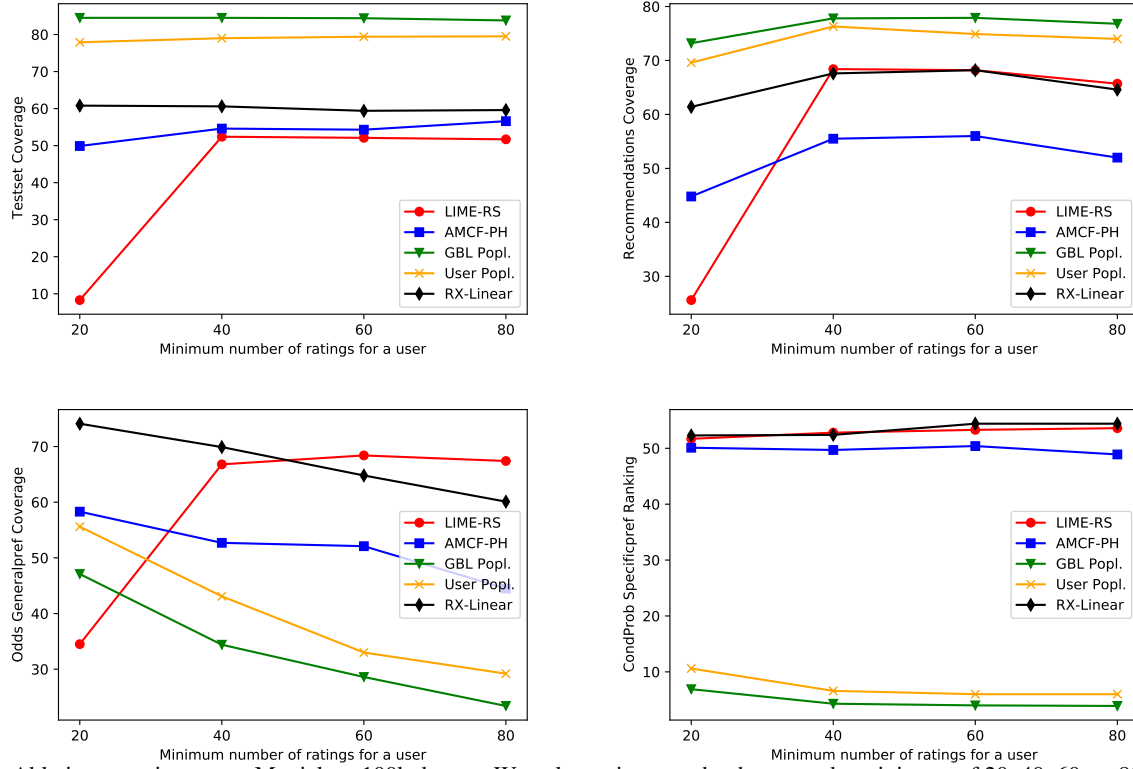 80
70
60
50
40
30
20
10
Testset Coverage
LIME-RS
AMCF-PH
GBL Popl.
User Popl.
RX-Linear
20 40 60 80
Minimum number of ratings for a user
80
70
60
50
40
30
Recommendations Coverage
LIME-RS
AMCF-PH
GBL Popl.
User Popl.
RX-Linear
20 40 60 80
Minimum number of ratings for a user
70
60
50
40
30
Odds Generalpref Coverage
LIME-RS
AMCF-PH
GBL Popl.
User Popl.
RX-Linear
20 40 60 80
Minimum number of ratings for a user
50
40
30
20
10
CondProb Specificpref Ranking
LIME-RS
AMCF-PH
GBL Popl.
User Popl.
RX-Linear
20 40 60 80
Minimum number of ratings for a user